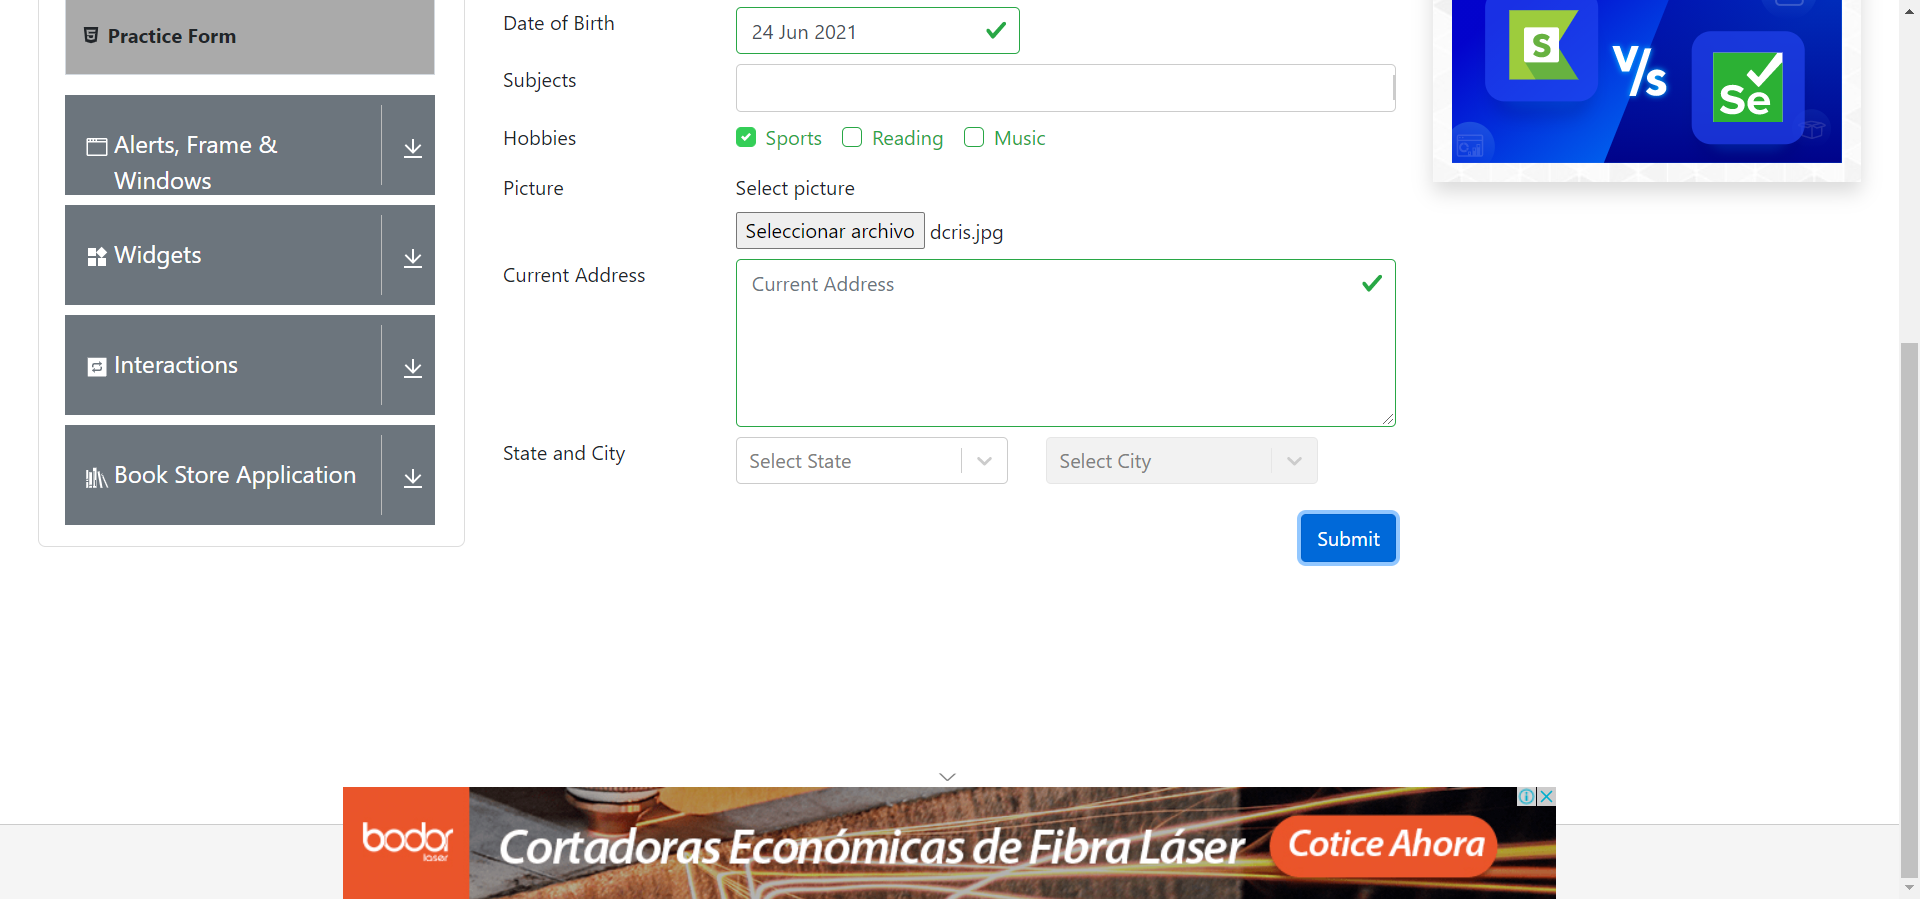 Practice Form
Alerts, Frame &
Windows
Widgets
Interactions
Book Store Application
Date of Birth
24 Jun 2021
Subjects
Hobbies
Sports
Reading
Music
Picture
Select picture
Seleccionar archivo dcris.jpg
Current Address
Current Address
State and City
Select State
Select City
Submit
S
V/s
Se
bodor
laser
Cortadoras Económicas de Fibra Láser
Cotice Ahora